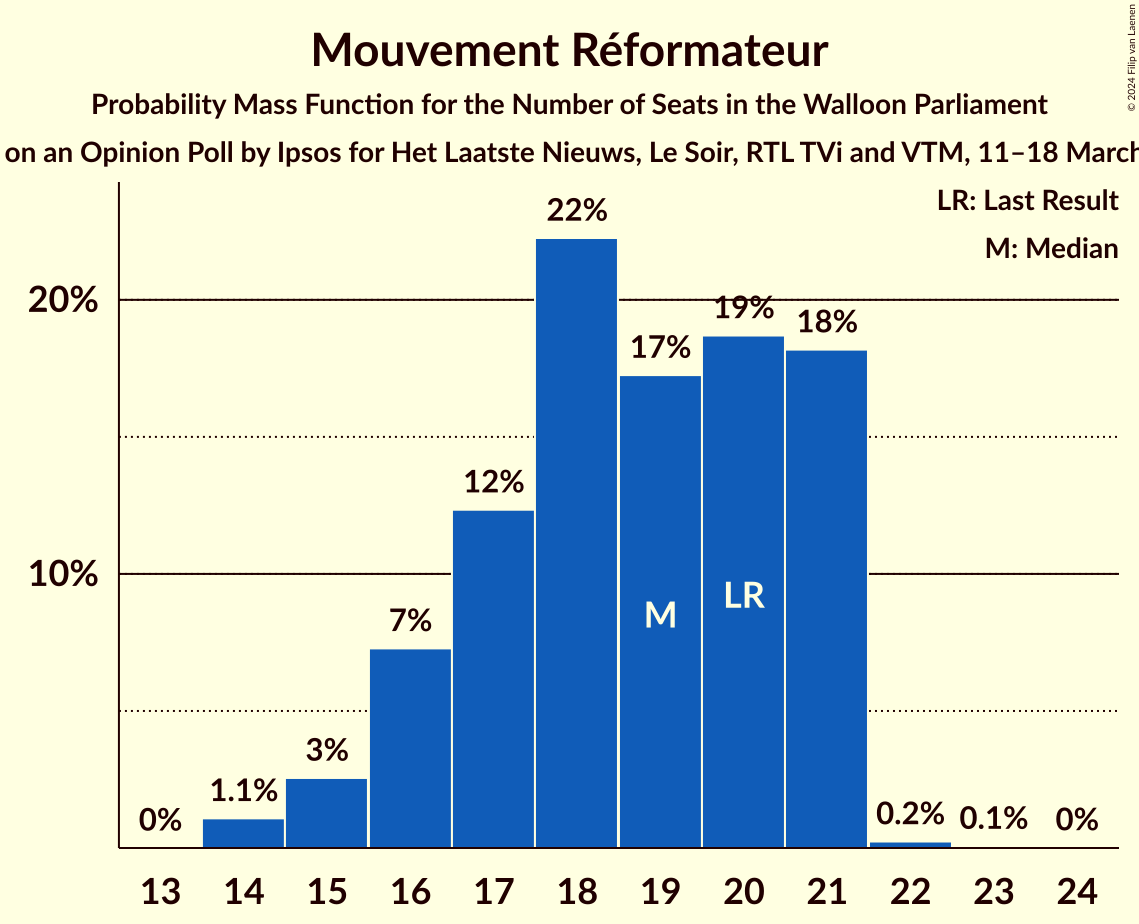 Mouvement Réformateur
Probability Mass Function for the Number of Seats in the Walloon Parliament
on an Opinion Poll by Ipsos for Het Laatste Nieuws, Le Soir, RTL TVi and VTM, 11–18 March
© 2024 Filip van Laenen
LR: Last Result
M: Median
22%
20%
19%
18%
17%
12%
10%
LR
M
7%
3%
1.1%
0%
0.2%
0.1%
0%
13 14 15 16 17 18 19 20 21 22 23 24